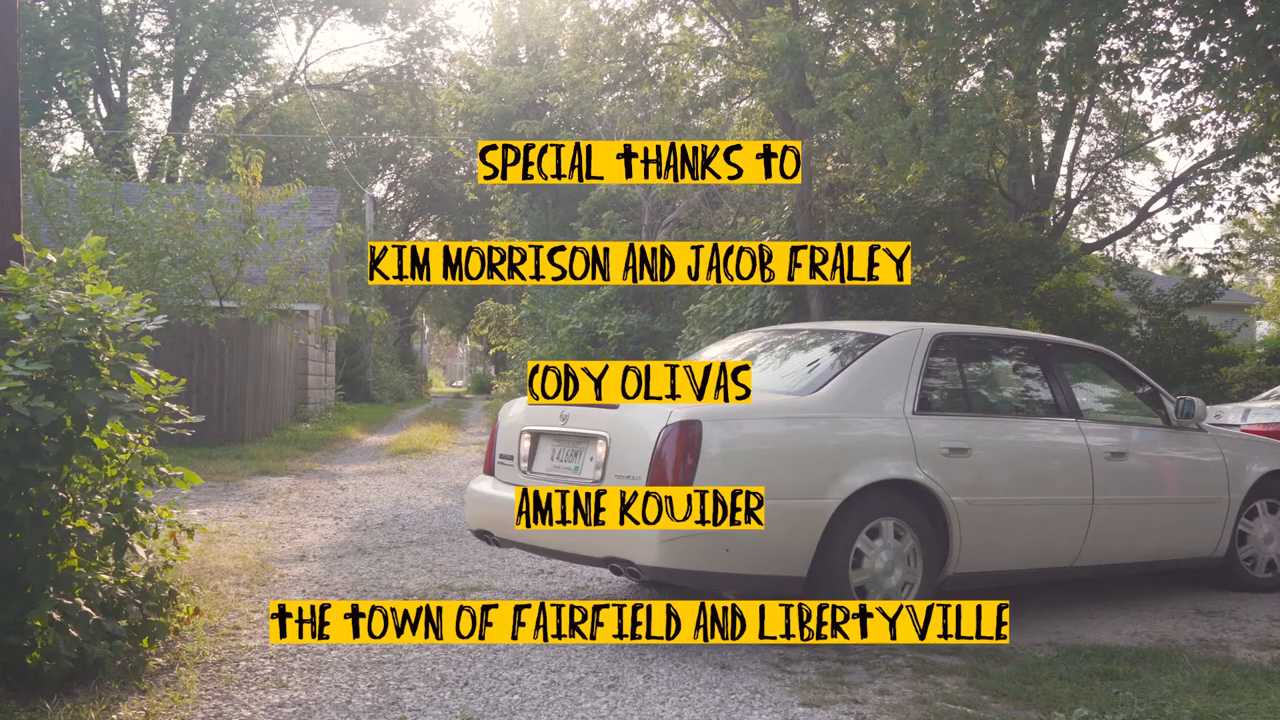 SPECIAL THANKS TO
KIM MORRISON AND JACOB FRALEY
CODY OLIVAS
AMINE KOUIDER
THE TOWN OF FAIRFIELD AND LIBERTYVILLE